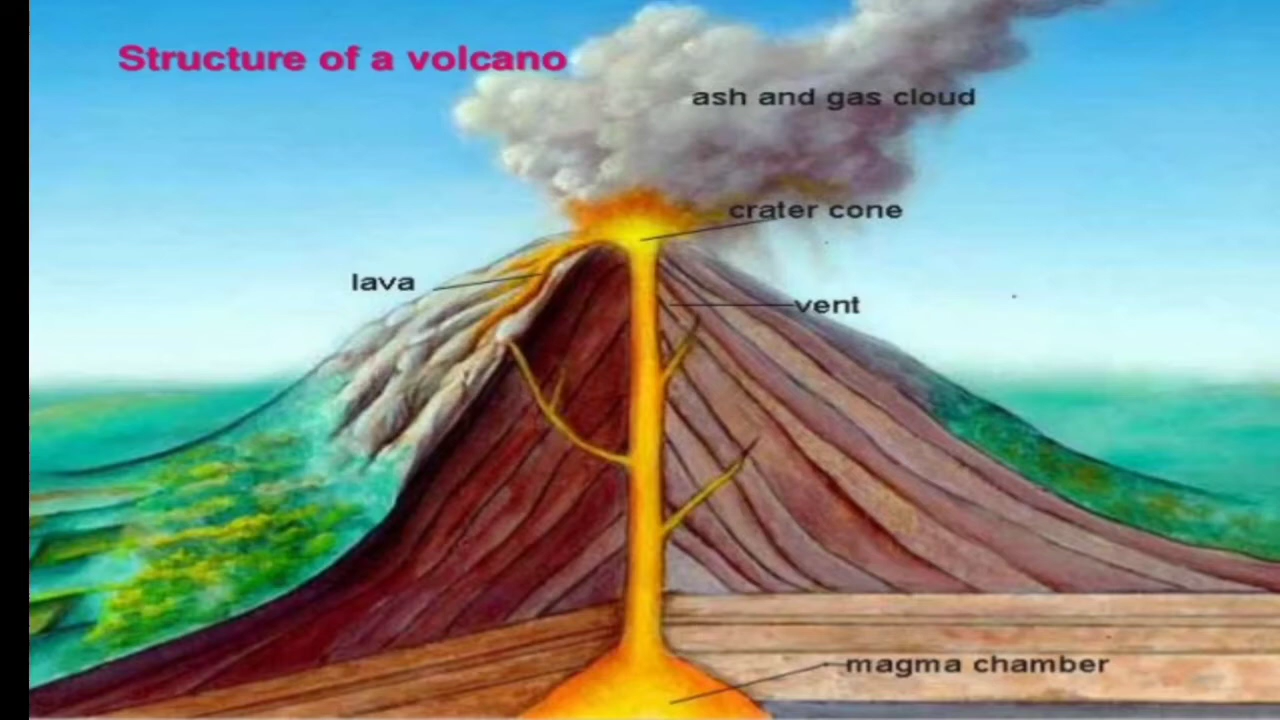 Structure of a volcano
ash and gas cloud
crater cone
lava
vent
magma chamber